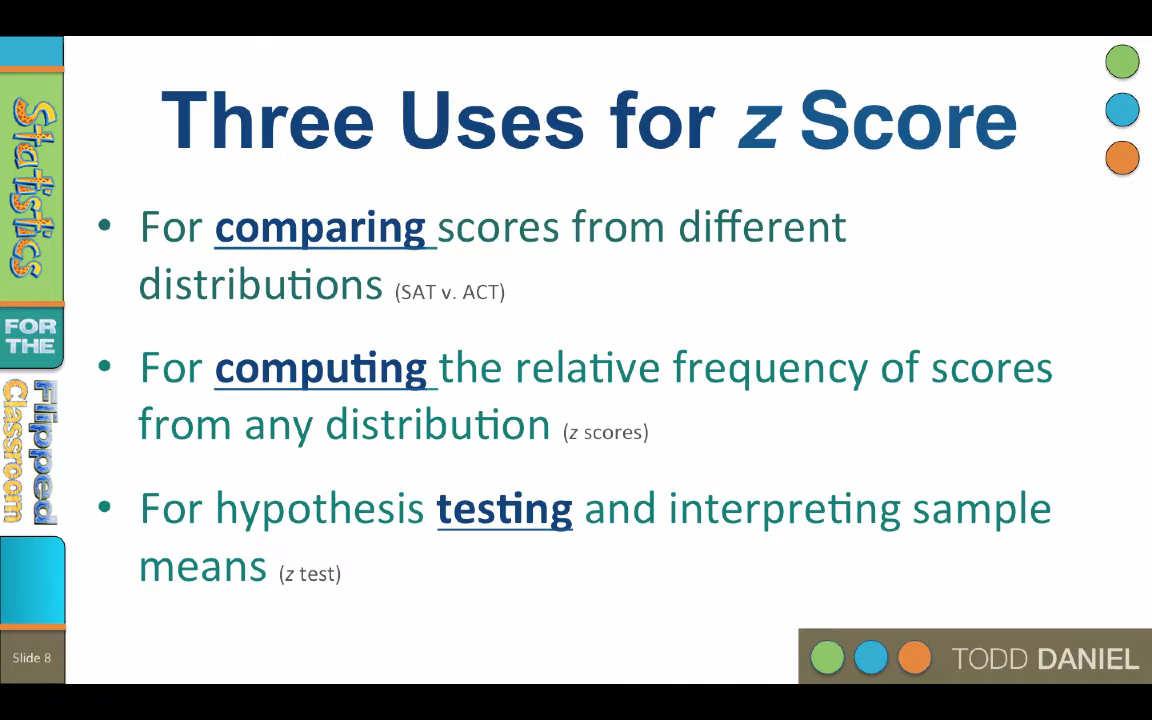 Three Uses for z Score
• For comparing scores from different
distributions (SAT v. ACT)
• For computing the relative frequency of scores
from any distribution (z scores)
• For hypothesis testing and interpreting sample
means (z test)
Statistics
FOR
THE
Flipped
Classroom
Slide 8
TODD DANIEL